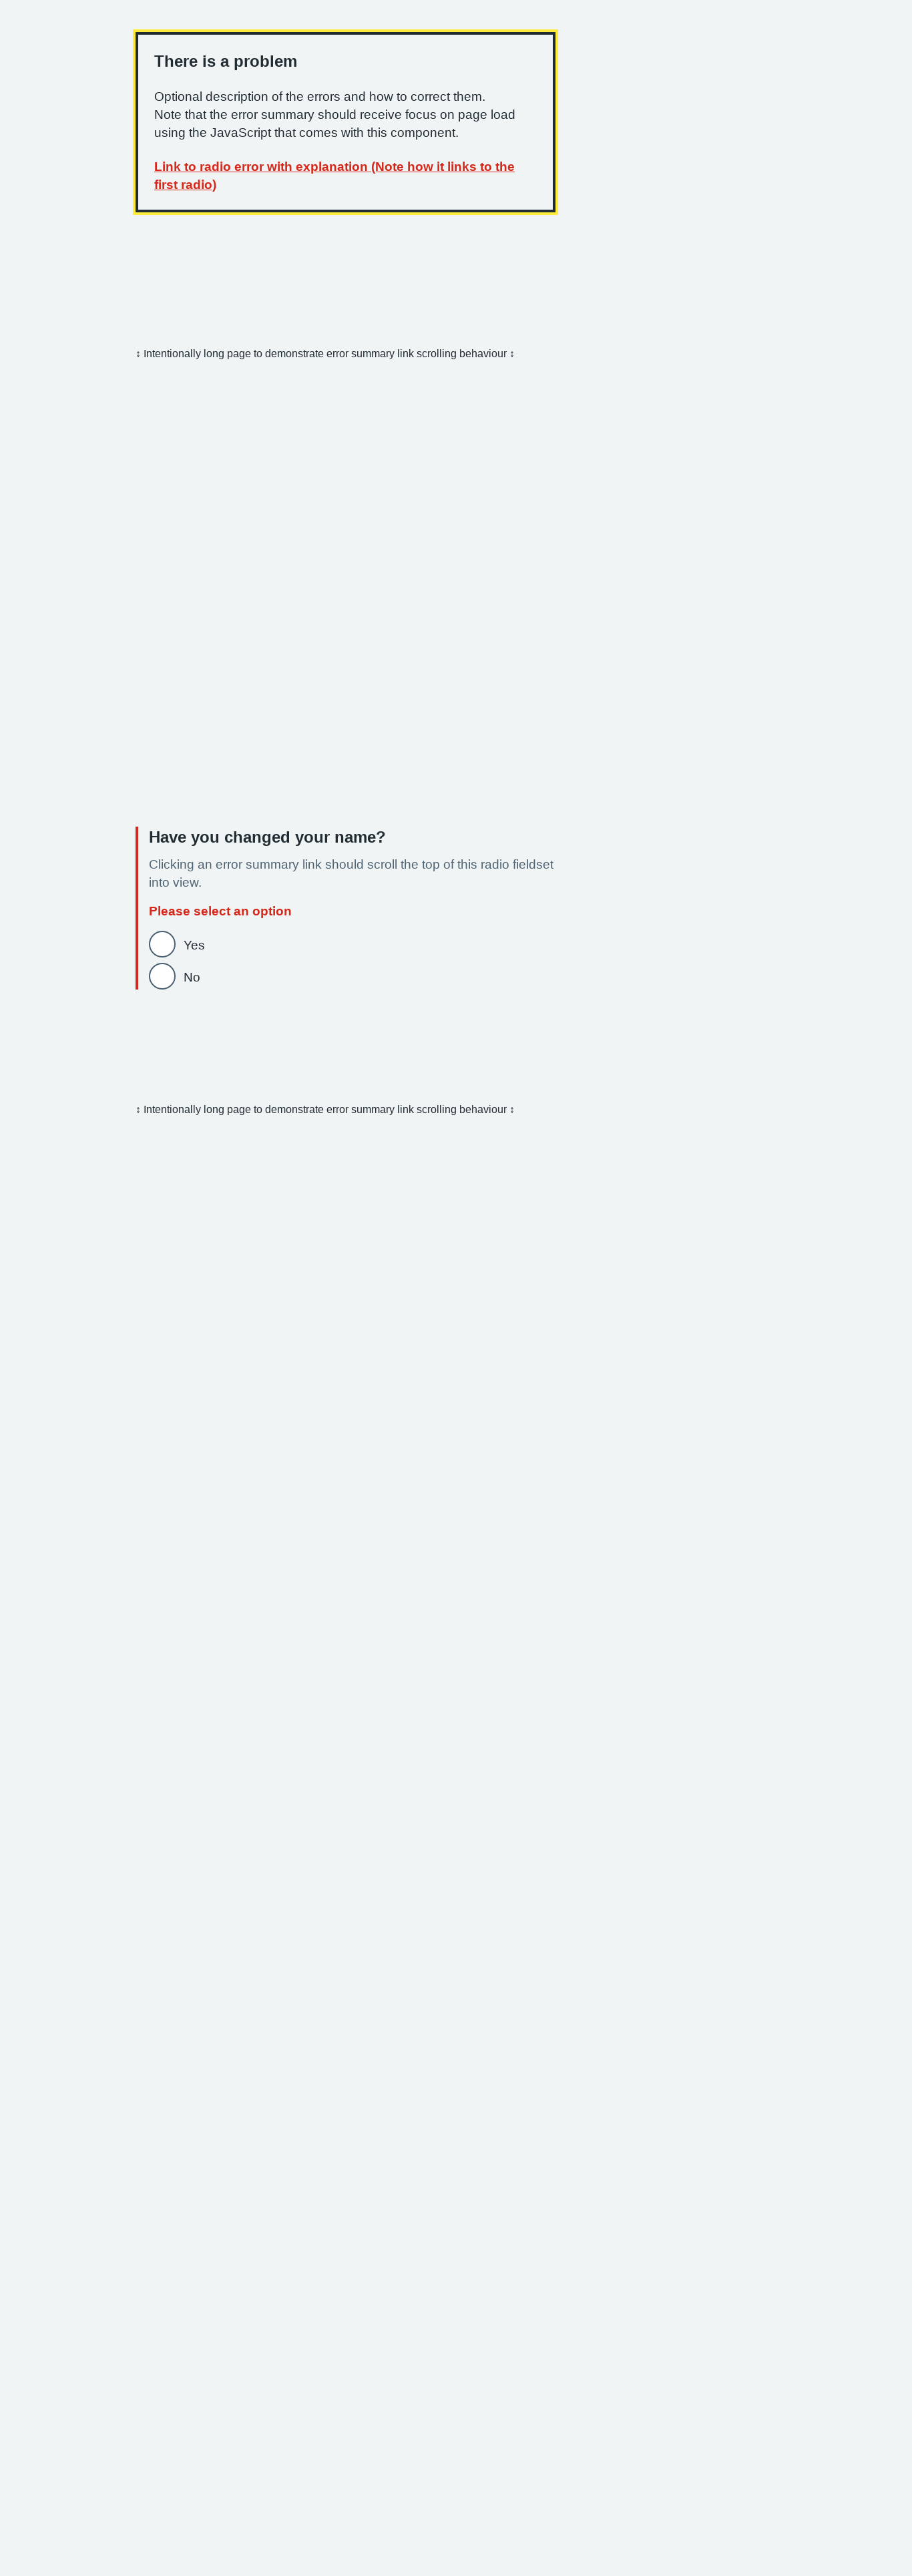 There is a problem
Optional description of the errors and how to correct them.
Note that the error summary should receive focus on page load
using the JavaScript that comes with this component.
Link to radio error with explanation (Note how it links to the
first radio)
↕ Intentionally long page to demonstrate error summary link scrolling behaviour ↕
Have you changed your name?
Clicking an error summary link should scroll the top of this radio fieldset
into view.
Please select an option
Yes
No
↕ Intentionally long page to demonstrate error summary link scrolling behaviour ↕